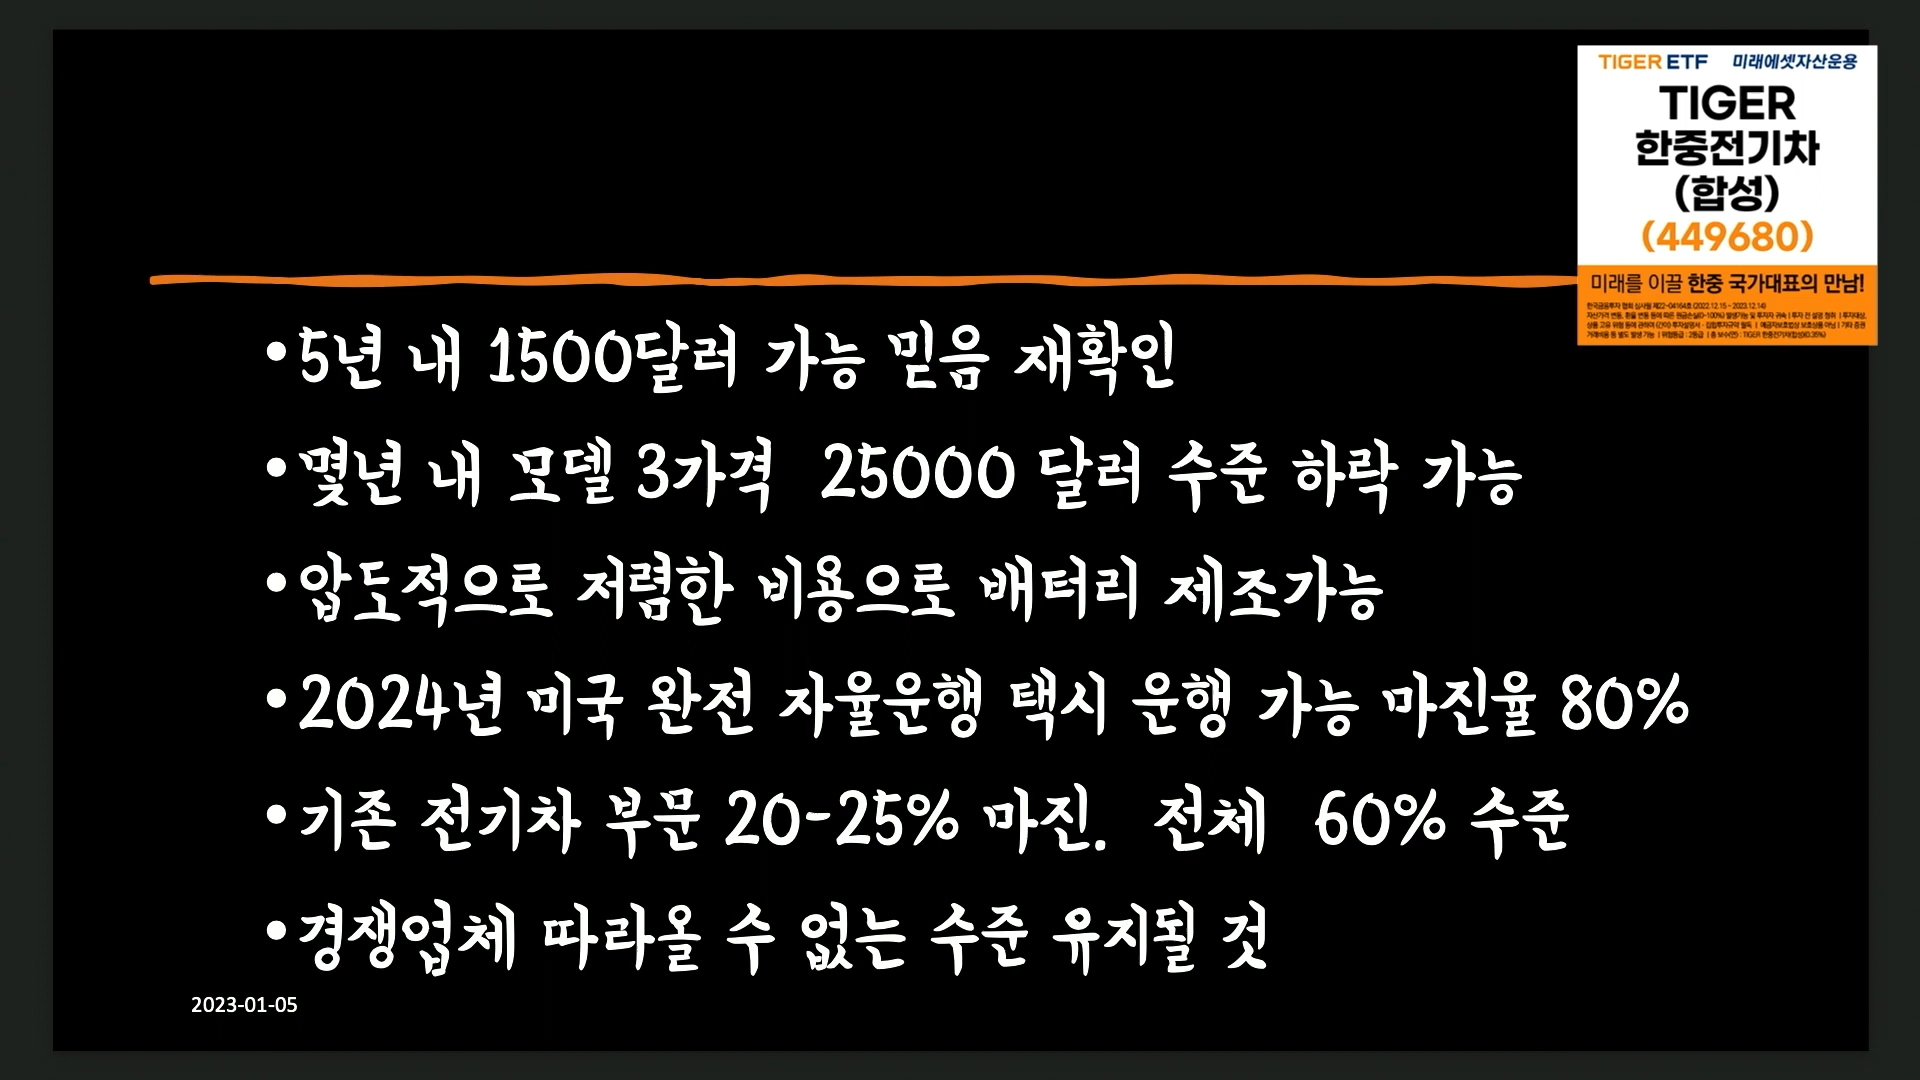 TIGER ETF 미래에셋자산운용
TIGER
한중전기차
(합성)
(449680)
미래를 이끌 한중 국가대표의 만남!
•5년 내 1500달러 가능 믿음 재확인
•몇년 내 모델 3가격 25000 달러 수준 하락 가능
•압도적으로 저렴한 비용으로 배터리 제조가능
•2024년 미국 완전 자율운행 택시 운행 가능 마진율 80%
•기존 전기차 부문 20-25% 마진. 전체 60% 수준
•경쟁업체 따라올 수 없는 수준 유지될 것
2023-01-05